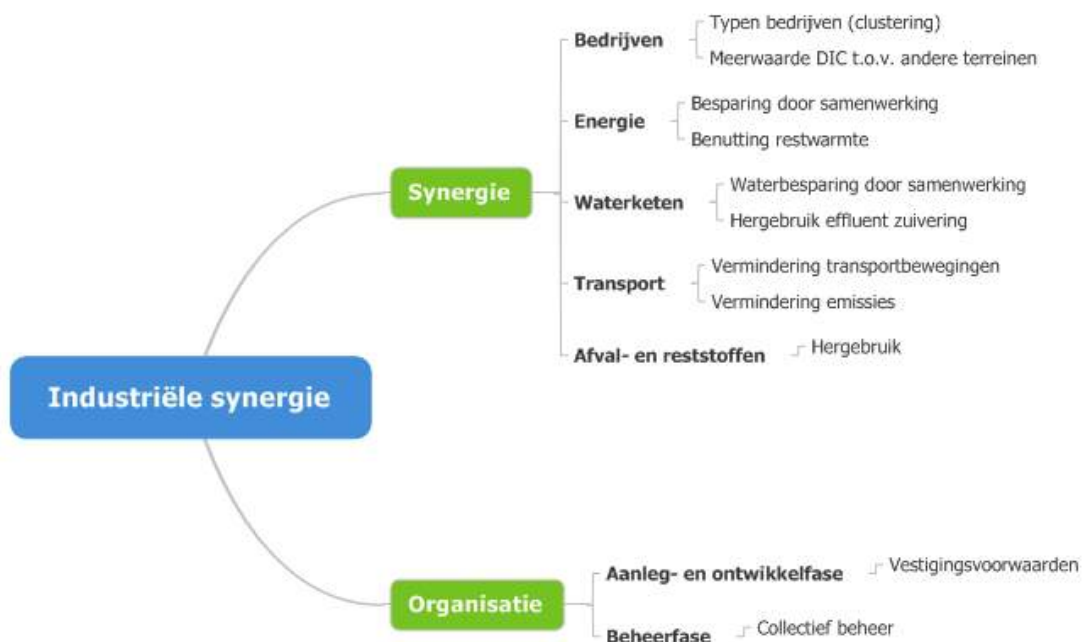 Typen bedrijven (clustering)
Bedrijven
Meerwaarde DIC t.o.v. andere terreinen
Besparing door samenwerking
Energie
Benutting restwarmte
Synergie
Waterbesparing door samenwerking
Waterketen
Hergebruik effluent zuivering
Vermindering transportbewegingen
Transport
Vermindering emissies
Afval- en reststoffen
Hergebruik
Industriële synergie
Aanleg- en ontwikkelfase
Vestigingsvoorwaarden
Organisatie
Beheerfase
Collectief beheer